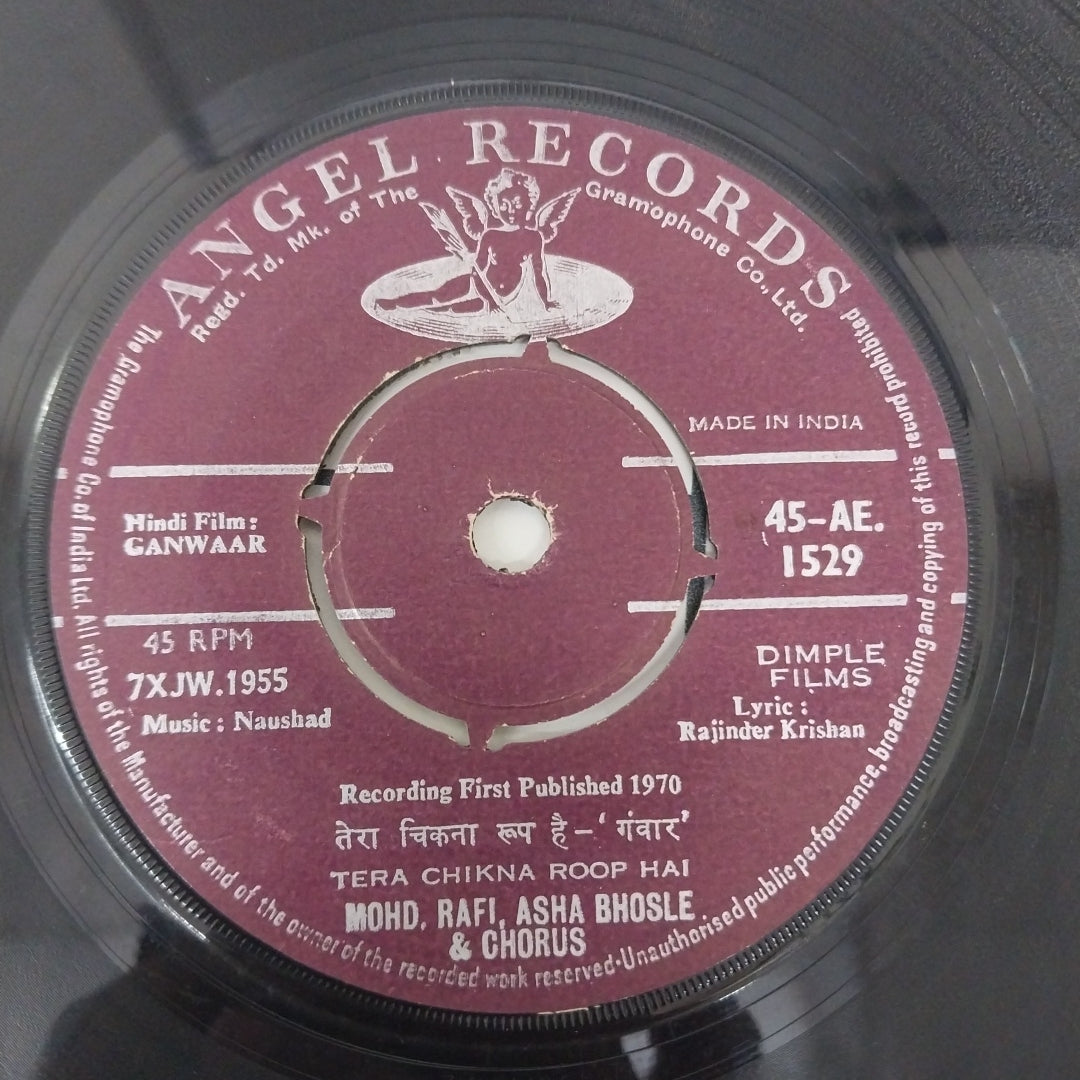 ANGEL RECORDS
Regd. Td. Mk. of The Gramophone Co., Ltd.
MADE IN INDIA
Hindi Film:
GANWAAR
45-AE.
1529
45 RPM
7XJW.1955
Music : Naushad
DIMPLE
FILMS
Lyric :
Rajinder Krishan
Recording First Published 1970
तेरा चिकना रूप है-'गंवार'
TERA CHIKNA ROOP HAI
MOHD. RAFI, ASHA BHOSLE
& CHORUS
The Gramophone Co. of India Ltd. All rights of the Manufacturer and of the owner of the recorded work reserved·Unauthorised public performance, broadcasting and copying of this record prohibited